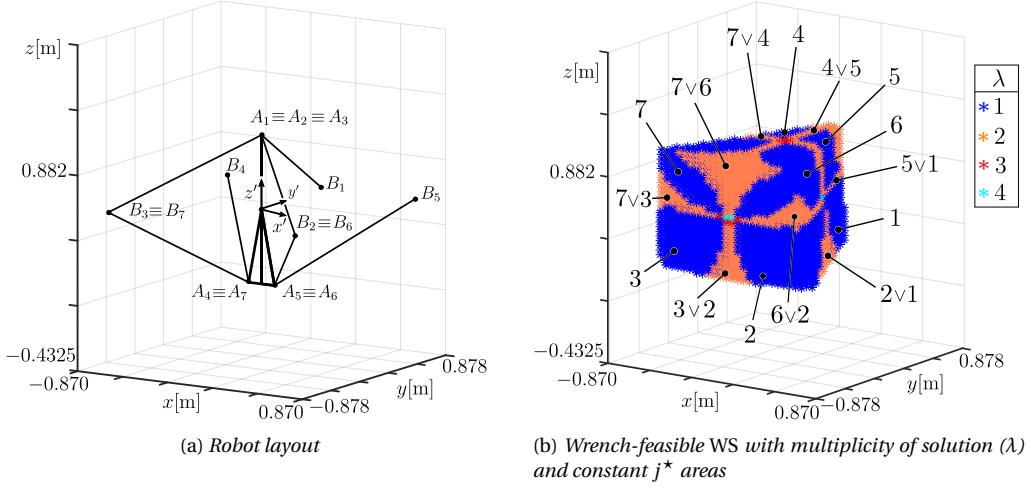 z[m]
0.882
−0.4325
−0.870
x[m]
0.870
−0.878
y[m]
0.878
A₁≡A₂≡A₃
B₄
B₁
B₅
z′
y′
x′
B₃≡B₇
B₂≡B₆
A₄≡A₇
A₅≡A₆
(a) Robot layout
z[m]
0.882
−0.4325
−0.870
x[m]
0.870
−0.878
y[m]
0.878
7∨4
4
4∨5
5
7∨6
7
6
5∨1
7∨3
1
3
2∨1
3∨2
6∨2
2
λ
* 1
* 2
* 3
* 4
(b) Wrench-feasible WS with multiplicity of solution (λ)
and constant j⋆ areas